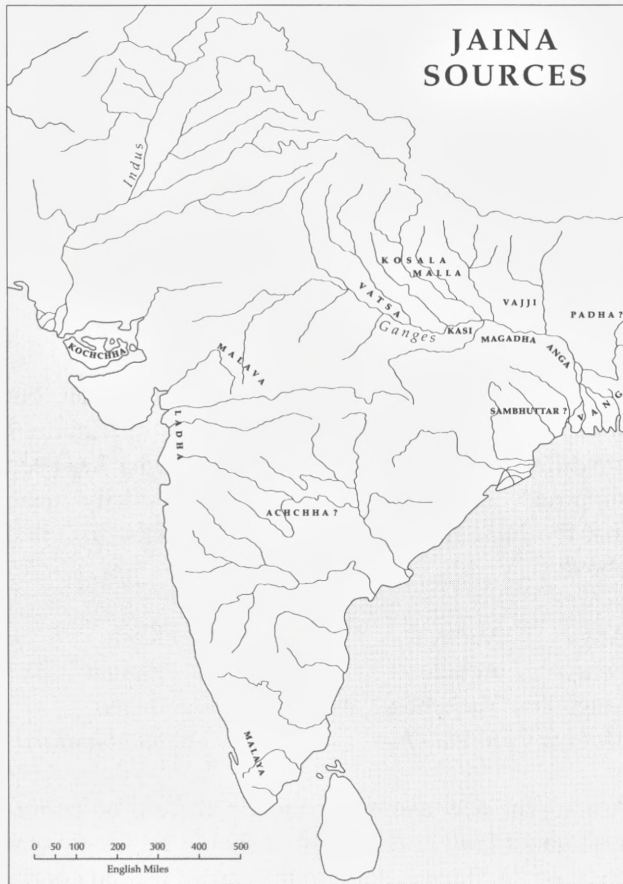 JAINA
SOURCES
Indus
KOSALA
MALLA
VATSA
VAJJI
PADHA ?
Ganges
KASI
MAGADHA
ANGA
KOCHCHHA
MALAVA
LADHA
SAMBHUTTAR ?
VANG
ACHCHHA ?
MALAYA
0 100 200 300 400 500
English Miles